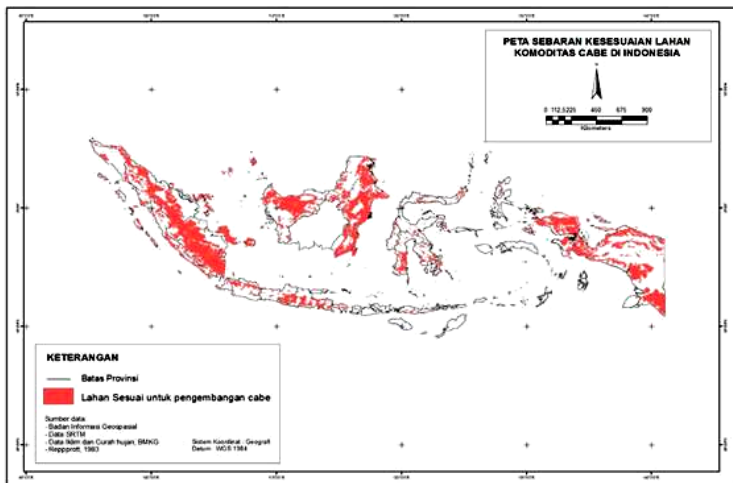 PETA SEBARAN KESESUAIAN LAHAN
KOMODITAS CABE DI INDONESIA
0 112.5225 450 675 900
Kilometers
KETERANGAN
Batas Provinsi
Lahan Sesuai untuk pengembangan cabe
Sumber data:
- Badan Informasi Geospasial
- Data SRTM
- Data Iklim dan Curah hujan, BMKG
- Reppprott, 1993
Sistem Koordinat : Geografi
Datum : WGS 1984